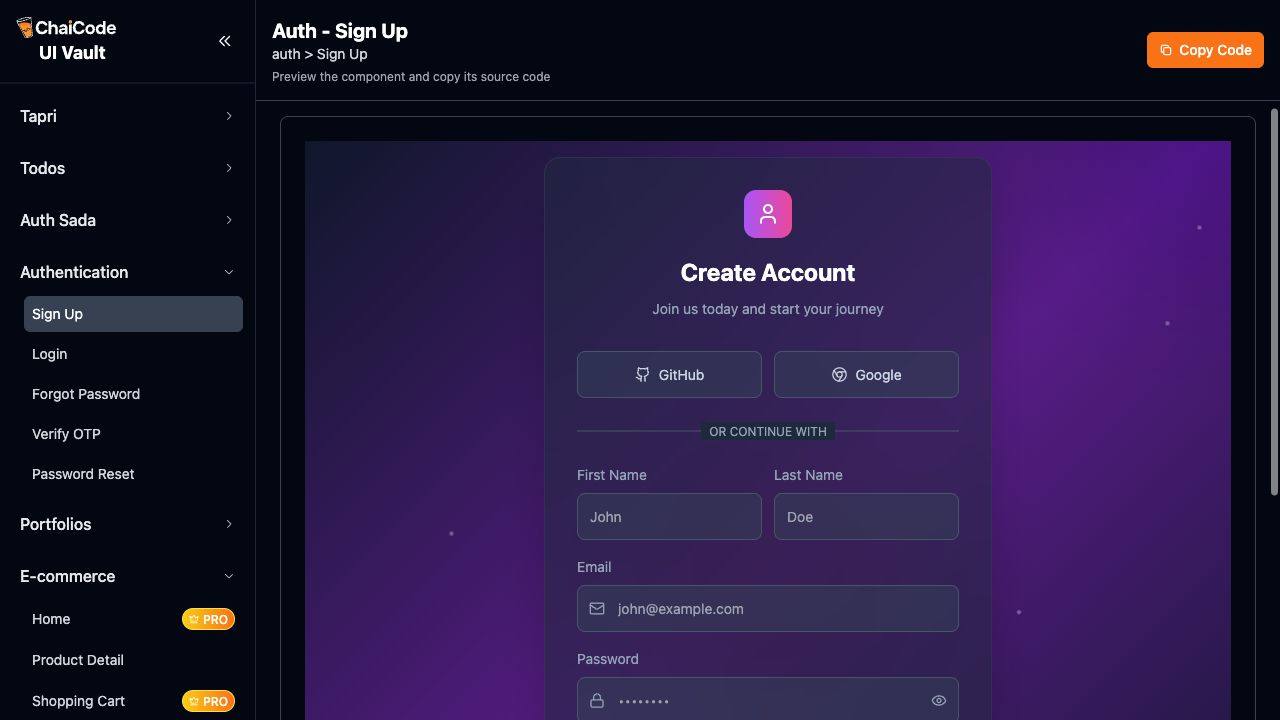 ChaiCode
UI Vault
Tapri
Todos
Auth Sada
Authentication
Sign Up
Login
Forgot Password
Verify OTP
Password Reset
Portfolios
E-commerce
Home
PRO
Product Detail
Shopping Cart
PRO
Auth - Sign Up
auth > Sign Up
Preview the component and copy its source code
Copy Code
Create Account
Join us today and start your journey
GitHub
Google
OR CONTINUE WITH
First Name
Last Name
John
Doe
Email
john@example.com
Password
••••••••